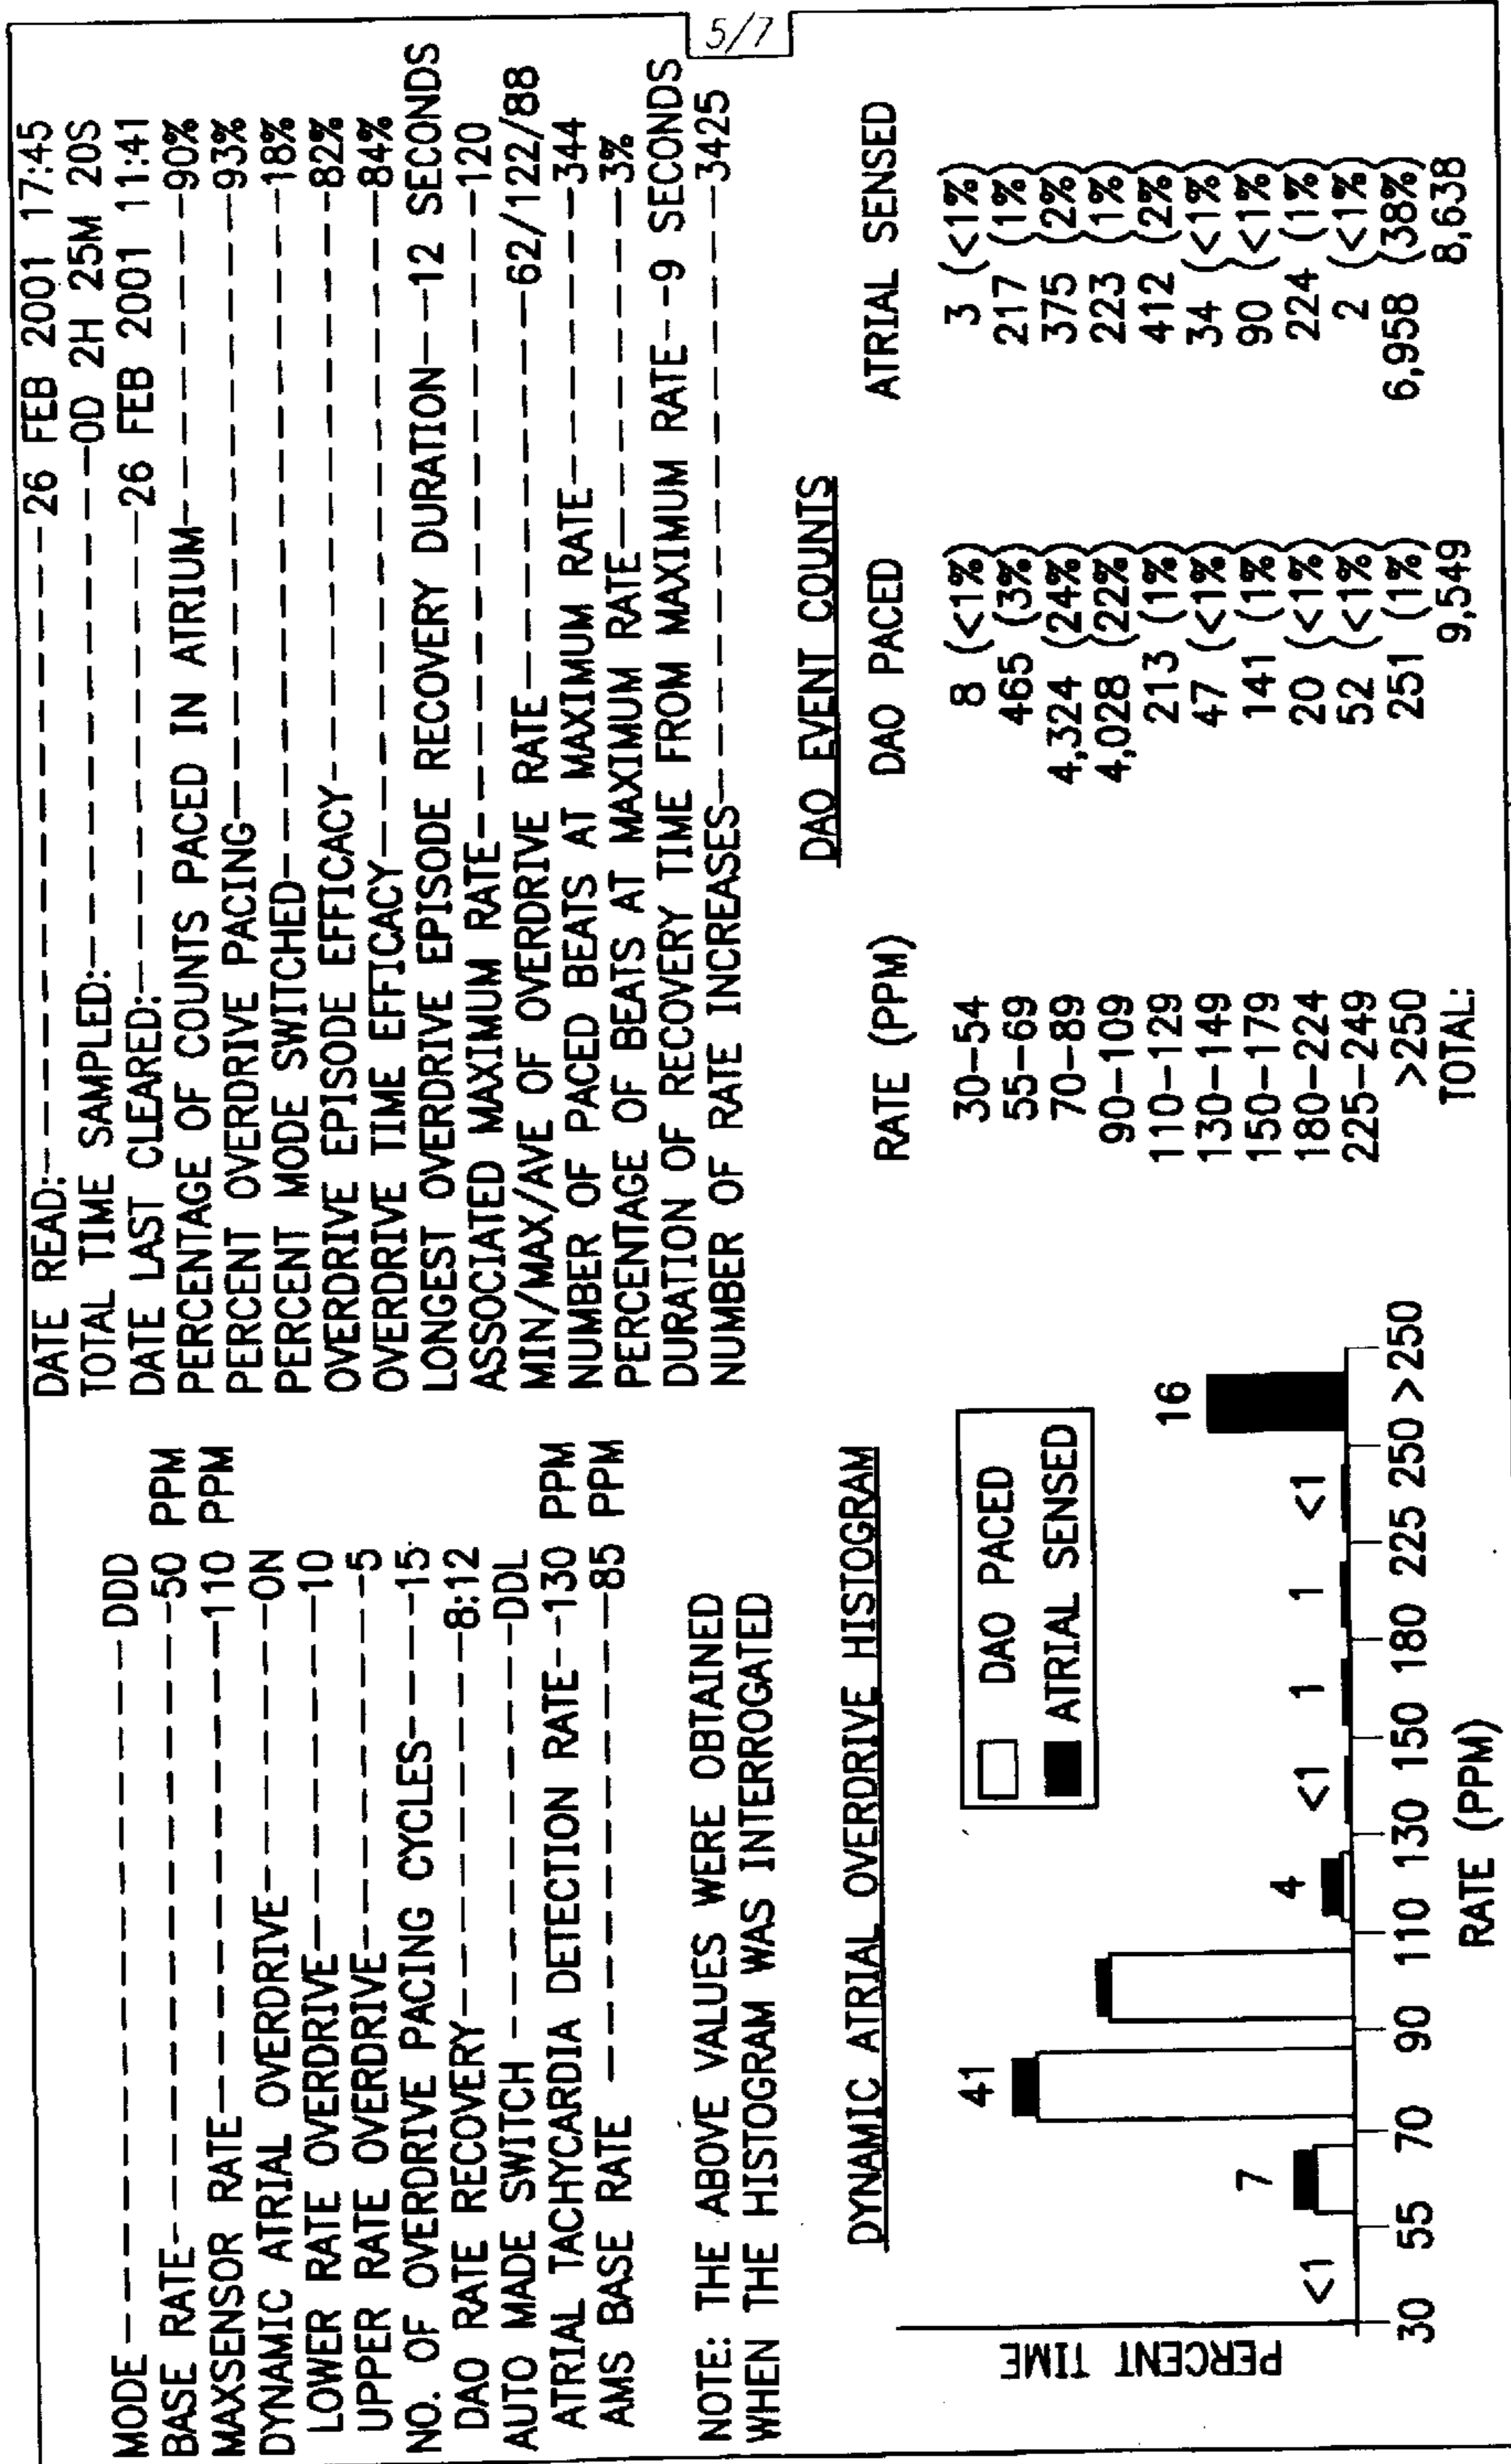 MODE---------------DDD
BASE RATE---------------50 PPM
MAXSENSOR RATE---------------110 PPM
DYNAMIC ATRIAL OVERDRIVE--------ON
LOWER RATE OVERDRIVE--------10
UPPER RATE OVERDRIVE--------5
NO. OF OVERDRIVE PACING CYCLES----15
DAO RATE RECOVERY------------8:12
AUTO MADE SWITCH ----------DDL
ATRIAL TACHYCARDIA DETECTION RATE--130 PPM
AMS BASE RATE ------------85 PPM
NOTE: THE ABOVE VALUES WERE OBTAINED
WHEN THE HISTOGRAM WAS INTERROGATED
DATE READ:---------------26 FEB 2001 17:45
TOTAL TIME SAMPLED:------------0D 2H 25M 20S
DATE LAST CLEARED:----------26 FEB 2001 11:41
PERCENTAGE OF COUNTS PACED IN ATRIUM----------90%
PERCENT OVERDRIVE PACING---------------93%
PERCENT MODE SWITCHED---------------18%
OVERDRIVE EPISODE EFFICACY---------------82%
OVERDRIVE TIME EFFICACY---------------84%
LONGEST OVERDRIVE EPISODE RECOVERY DURATION--12 SECONDS
ASSOCIATED MAXIMUM RATE---------------120
MIN/MAX/AVE OF OVERDRIVE RATE----------62/122/88
NUMBER OF PACED BEATS AT MAXIMUM RATE--------344
PERCENTAGE OF BEATS AT MAXIMUM RATE--------3%
DURATION OF RECOVERY TIME FROM MAXIMUM RATE--9 SECONDS
NUMBER OF RATE INCREASES---------------3425
5/7
DYNAMIC ATRIAL OVERDRIVE HISTOGRAM
DAO PACED
ATRIAL SENSED
PERCENT TIME
<1 7 41 4 <1 1 1 <1 16
30 55 70 90 110 130 150 180 225 250 >250
RATE (PPM)
DAO EVENT COUNTS
RATE (PPM) DAO PACED ATRIAL SENSED
30-54 8 (<1%) 3 (<1%)
55-69 465 (3%) 217 (1%)
70-89 4,324 (24%) 375 (2%)
90-109 4,028 (22%) 223 (1%)
110-129 213 (1%) 412 (2%)
130-149 47 (<1%) 34 (<1%)
150-179 141 (1%) 90 (<1%)
180-224 20 (<1%) 224 (1%)
225-249 52 (<1%) 2 (<1%)
>250 251 (1%) 6,958 (38%)
TOTAL: 9,549 8,638